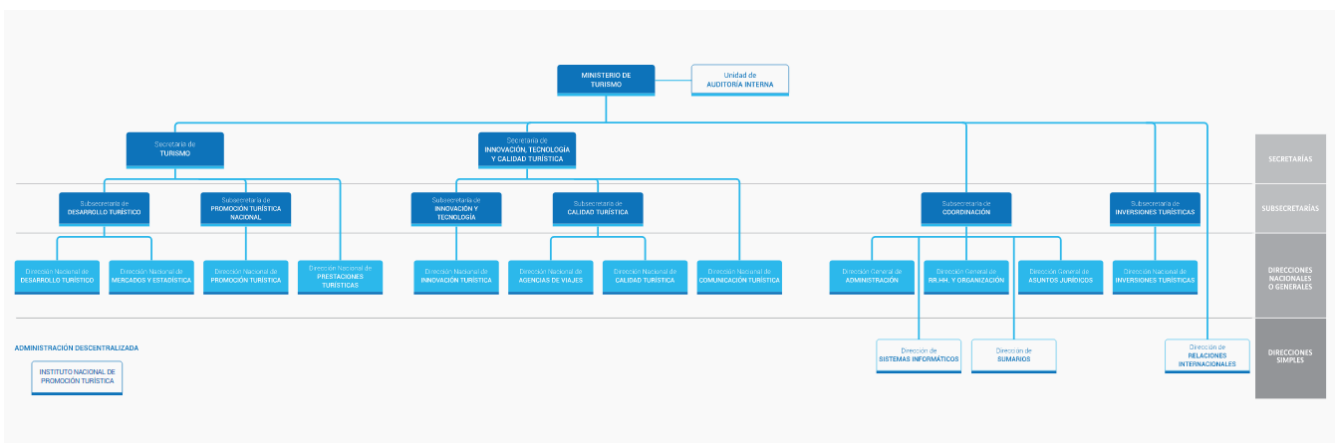 MINISTERIO DE
TURISMO
Unidad de
AUDITORÍA INTERNA
Secretaría de
TURISMO
Secretaría de
INNOVACIÓN, TECNOLOGÍA
Y CALIDAD TURÍSTICA
SECRETARÍAS
Subsecretaría de
DESARROLLO TURÍSTICO
Subsecretaría de
PROMOCIÓN TURÍSTICA
NACIONAL
Subsecretaría de
INNOVACIÓN Y
TECNOLOGÍA
Subsecretaría de
CALIDAD TURÍSTICA
Subsecretaría de
COORDINACIÓN
Subsecretaría de
INVERSIONES TURÍSTICAS
SUBSECRETARÍAS
Dirección Nacional de
DESARROLLO TURÍSTICO
Dirección Nacional de
MERCADOS Y ESTADÍSTICA
Dirección Nacional de
PROMOCIÓN TURÍSTICA
Dirección Nacional de
PRESTACIONES
TURÍSTICAS
Dirección Nacional de
INNOVACIÓN TURÍSTICA
Dirección Nacional de
AGENCIAS DE VIAJES
Dirección Nacional de
CALIDAD TURÍSTICA
Dirección Nacional de
COMUNICACIÓN TURÍSTICA
Dirección General de
ADMINISTRACIÓN
Dirección General de
RR.HH. Y ORGANIZACIÓN
Dirección General de
ASUNTOS JURÍDICOS
Dirección Nacional de
INVERSIONES TURÍSTICAS
DIRECCIONES
NACIONALES
O GENERALES
ADMINISTRACIÓN DESCENTRALIZADA
INSTITUTO NACIONAL DE
PROMOCIÓN TURÍSTICA
Dirección de
SISTEMAS INFORMÁTICOS
Dirección de
SUMARIOS
Dirección de
RELACIONES
INTERNACIONALES
DIRECCIONES
SIMPLES